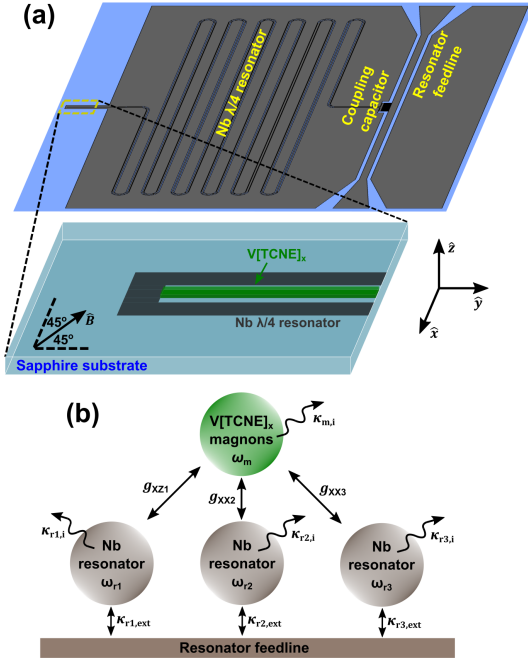 (a)
Nb λ/4 resonator
Coupling
capacitor
Resonator
feedline
V[TCNE]ₓ
Nb λ/4 resonator
45°
45°
B̂
Sapphire substrate
ẑ
ŷ
x̂
(b)
V[TCNE]ₓ
magnons
ωₘ
κm,i
gXZ1
gXX2
gXX3
κr1,i
Nb
resonator
ωr1
κr2,i
Nb
resonator
ωr2
κr3,i
Nb
resonator
ωr3
κr1,ext
κr2,ext
κr3,ext
Resonator feedline